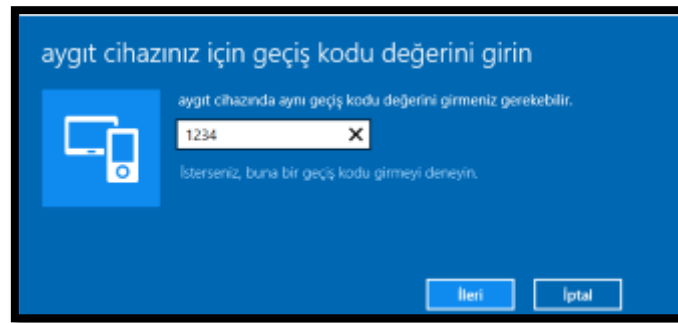 aygıt cihazınız için geçiş kodu değerini girin
aygıt cihazında aynı geçiş kodu değerini girmeniz gerekebilir.
1234
İsterseniz, buna bir geçiş kodu girmeyi deneyin.
İleri
İptal